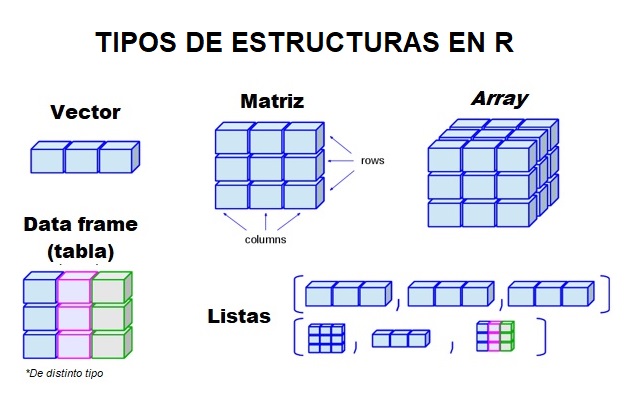 TIPOS DE ESTRUCTURAS EN R
Vector
Matriz
Array
rows
columns
Data frame
(tabla)
*De distinto tipo
Listas
[ , , ]
[ , , ]